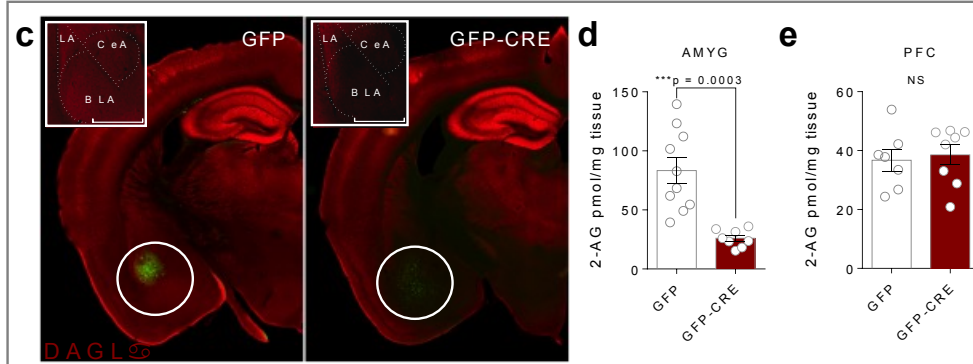 c
GFP
LA
C eA
B LA
DAGL♋
GFP-CRE
LA
C eA
B LA
d
AMYG
***p = 0.0003
2-AG pmol/mg tissue
150
100
50
0
GFP
GFP-CRE
e
PFC
NS
2-AG pmol/mg tissue
60
40
20
0
GFP
GFP-CRE